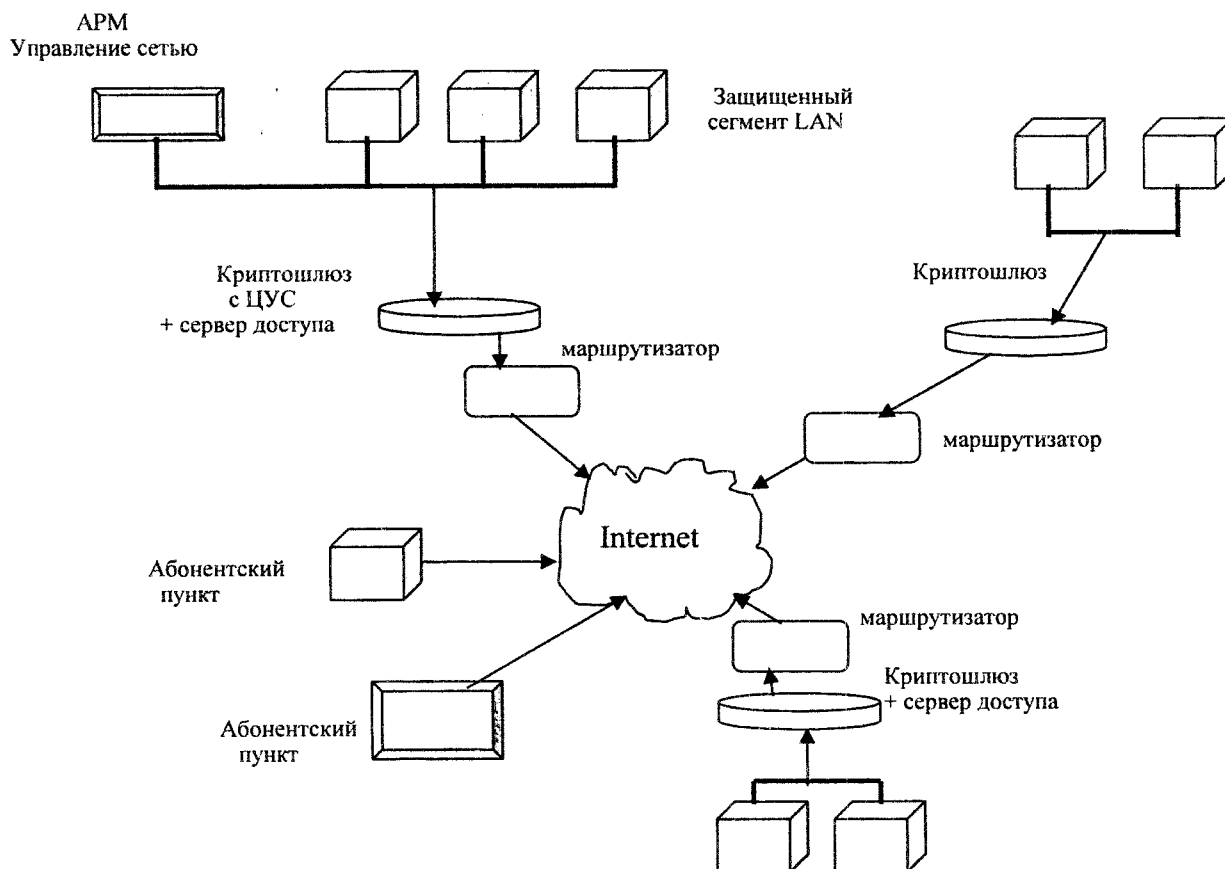 АРМ
Управление сетью
Защищенный
сегмент LAN
Криптошлюз
с ЦУС
+ сервер доступа
Криптошлюз
маршрутизатор
маршрутизатор
Internet
Абонентский
пункт
маршрутизатор
Криптошлюз
+ сервер доступа
Абонентский
пункт